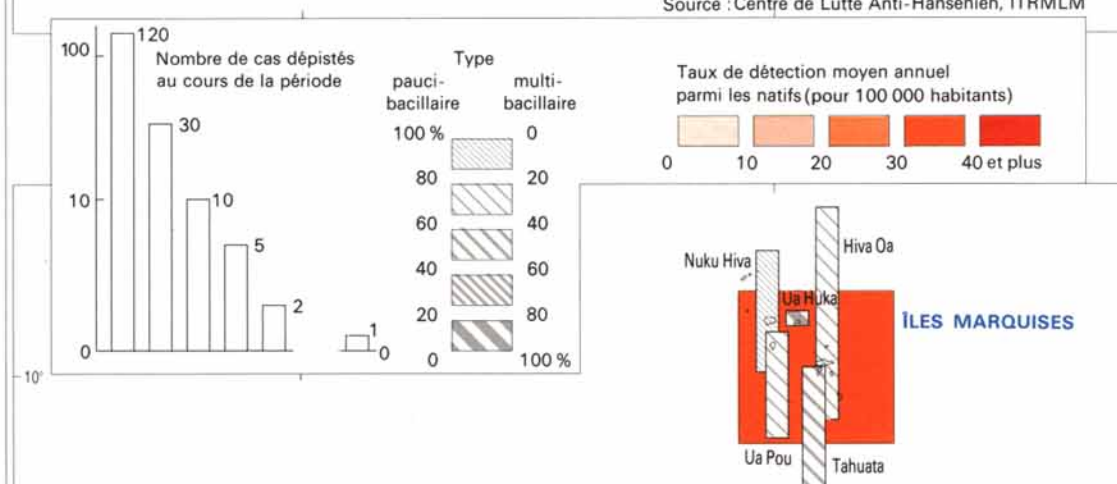 Source : Centre de Lutte Anti-Hansénien, ITRMLM
100
120
30
10
10
5
2
1
0
0
Nombre de cas dépistés
au cours de la période
Type
pauci-
bacillaire
multi-
bacillaire
100 %
0
80
20
60
40
40
60
20
80
0
100 %
Taux de détection moyen annuel
parmi les natifs (pour 100 000 habitants)
0
10
20
30
40 et plus
10°
Nuku Hiva
Hiva Oa
Ua Huka
ÎLES MARQUISES
Ua Pou
Tahuata